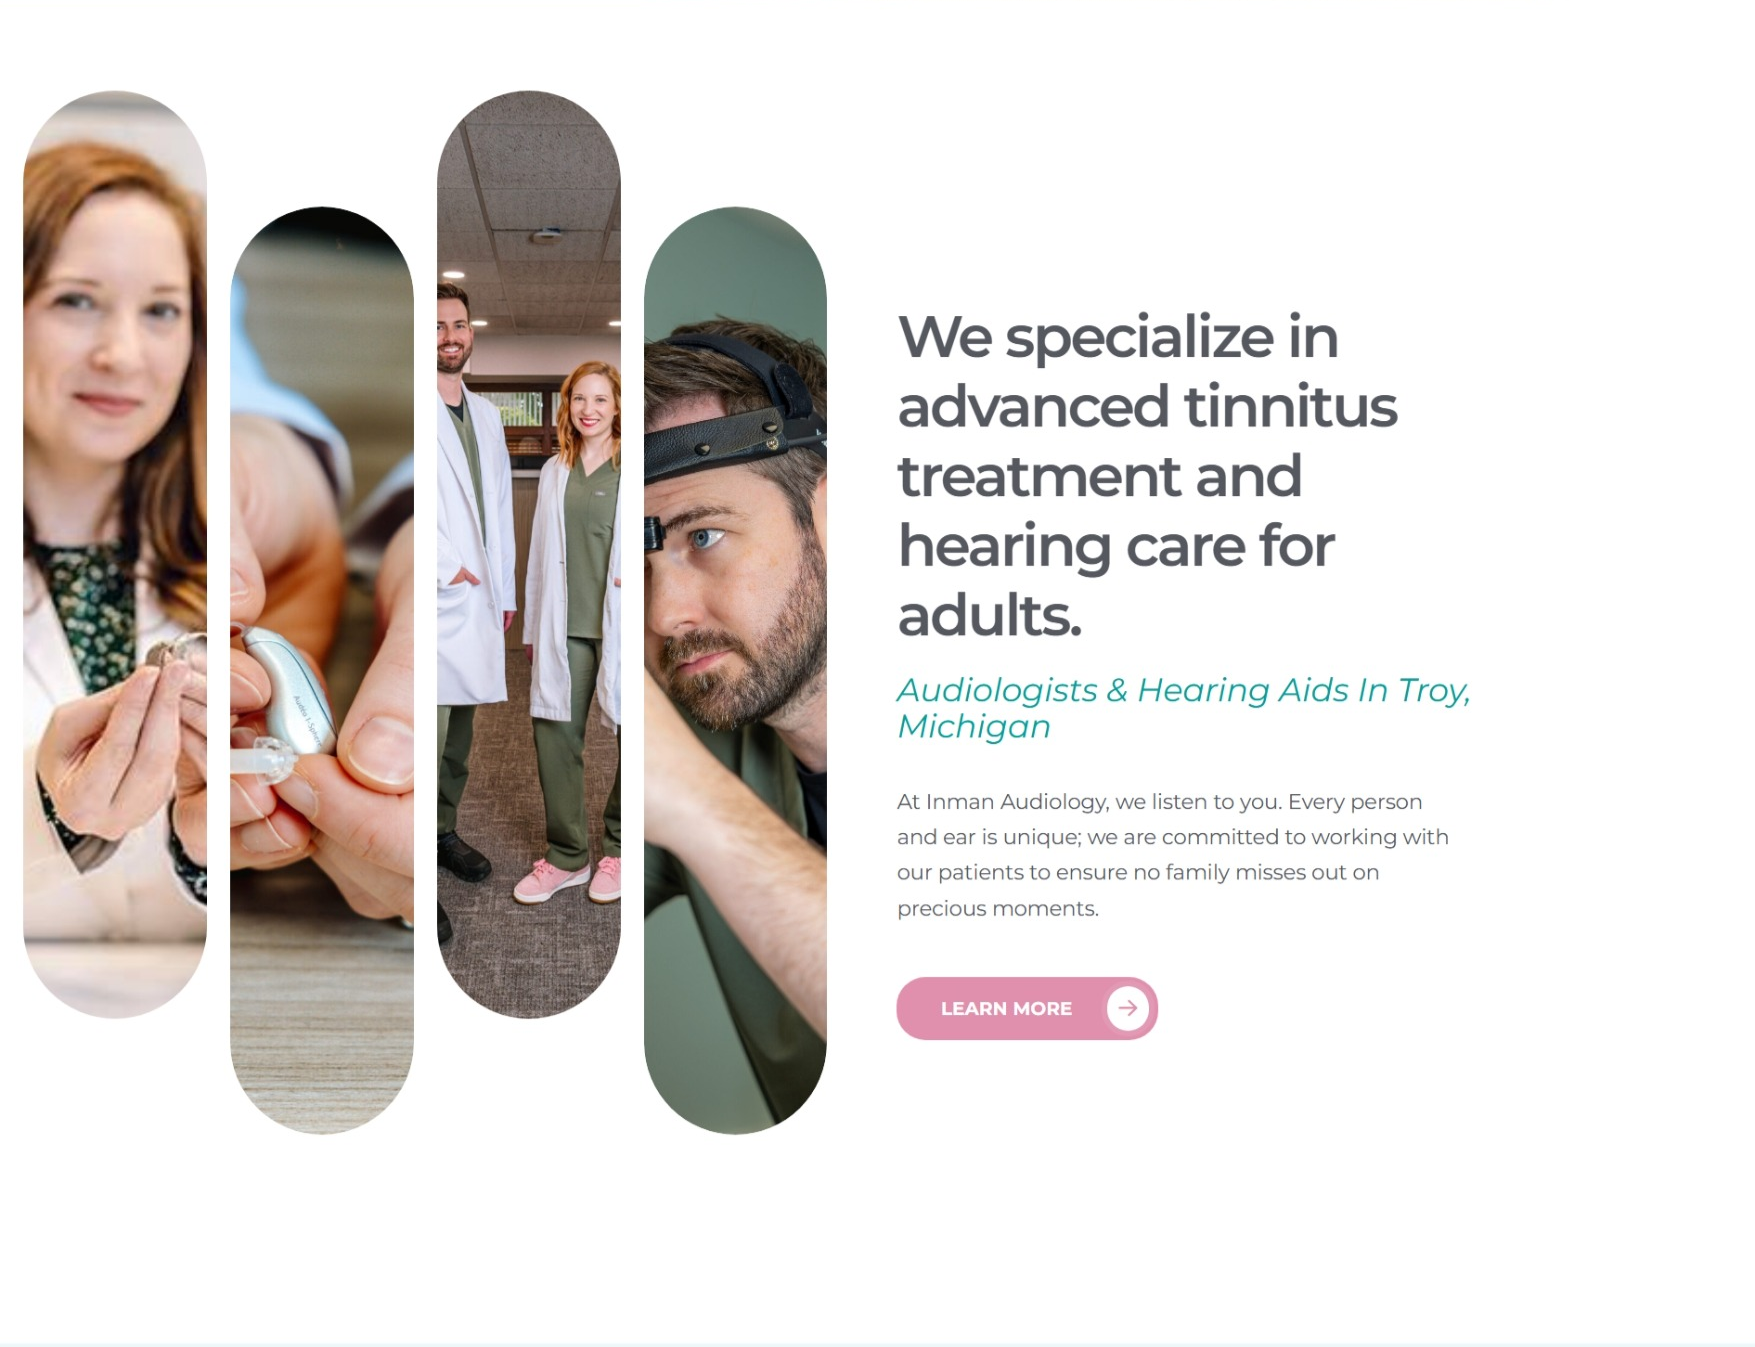 We specialize in
advanced tinnitus
treatment and
hearing care for
adults.
Audiologists & Hearing Aids In Troy,
Michigan
At Inman Audiology, we listen to you. Every person
and ear is unique; we are committed to working with
our patients to ensure no family misses out on
precious moments.
LEARN MORE